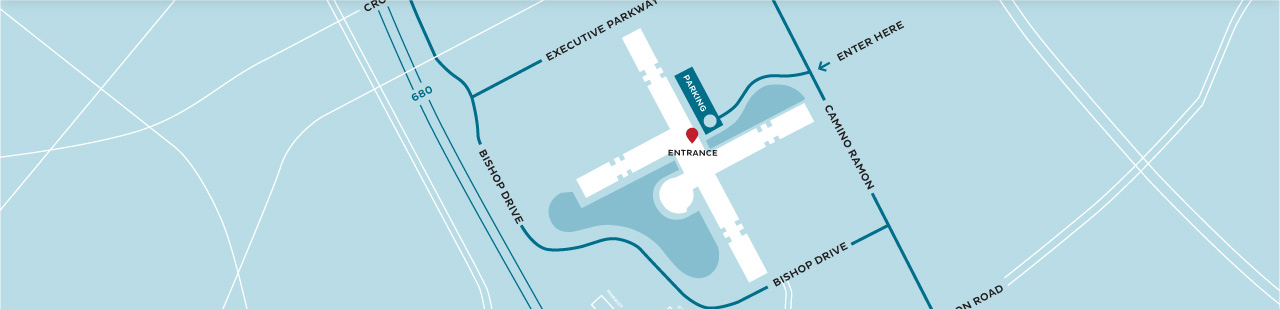 CRO
EXECUTIVE PARKWAY
ENTER HERE
680
PARKING
CAMINO RAMON
ENTRANCE
BISHOP DRIVE
BISHOP DRIVE
ON ROAD